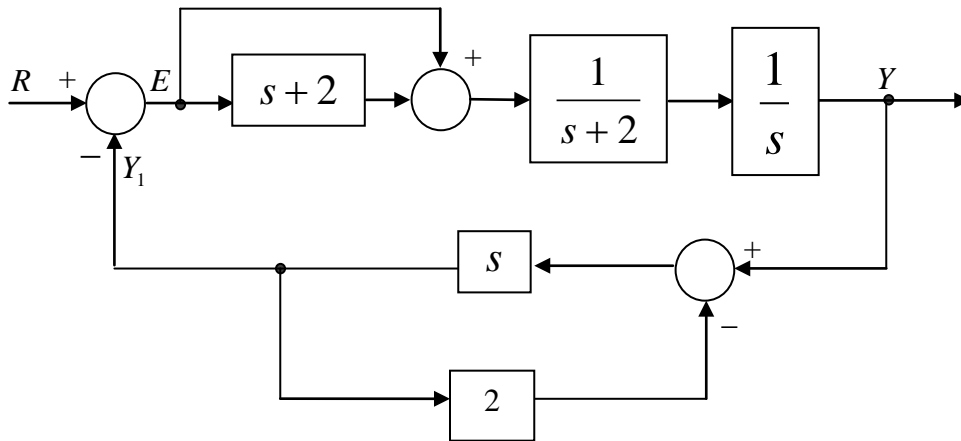 R + E s + 2 + 1/(s + 2) 1/s Y
− Y₁
s +
−
2